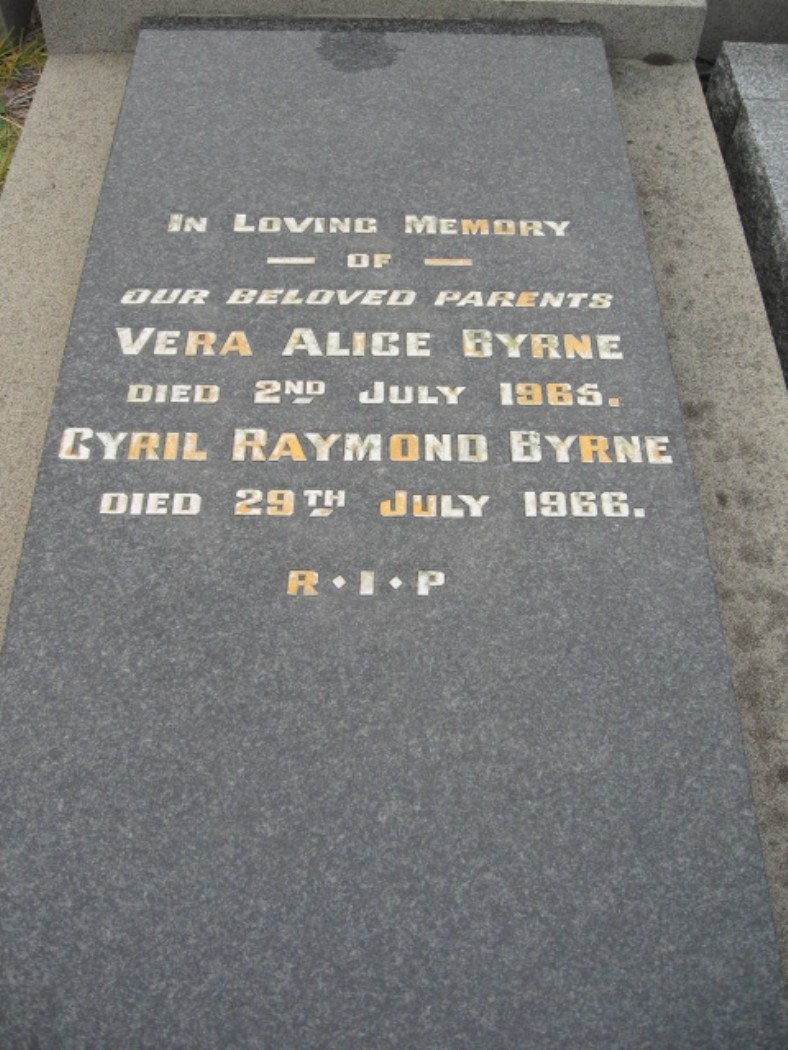 In Loving Memory
— OF —
OUR BELOVED PARENTS
VERA ALICE BYRNE
DIED 2ND JULY 1965.
CYRIL RAYMOND BYRNE
DIED 29TH JULY 1966.
R · I · P